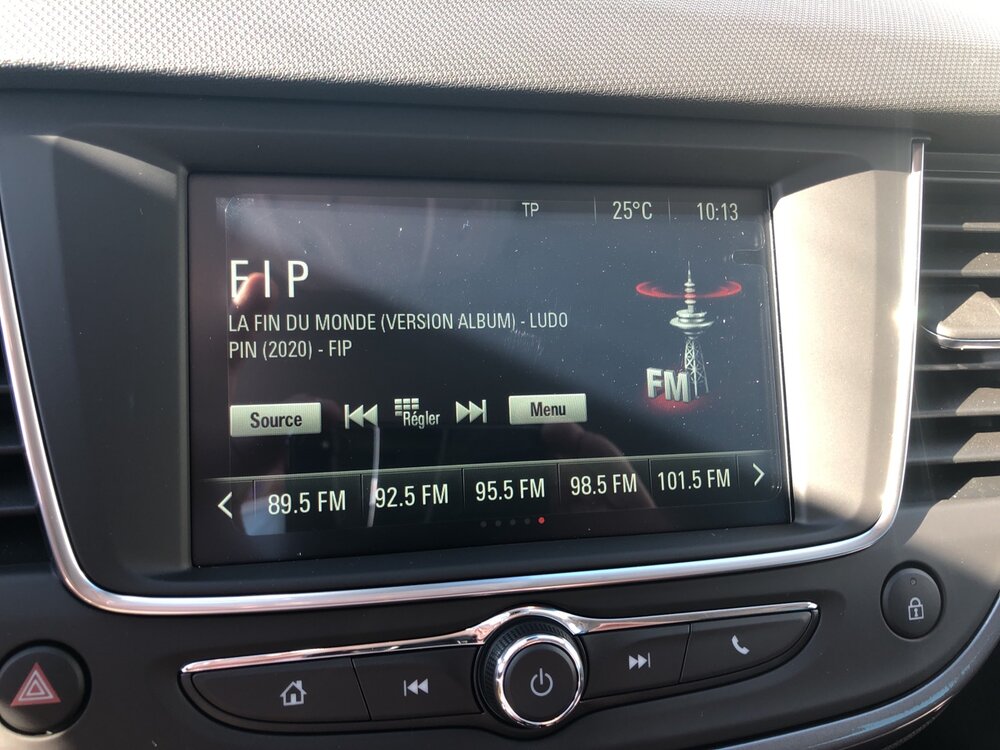 TP 25°C 10:13
FIP
LA FIN DU MONDE (VERSION ALBUM) - LUDO
PIN (2020) - FIP
FM
Source Régler Menu
89.5 FM 92.5 FM 95.5 FM 98.5 FM 101.5 FM